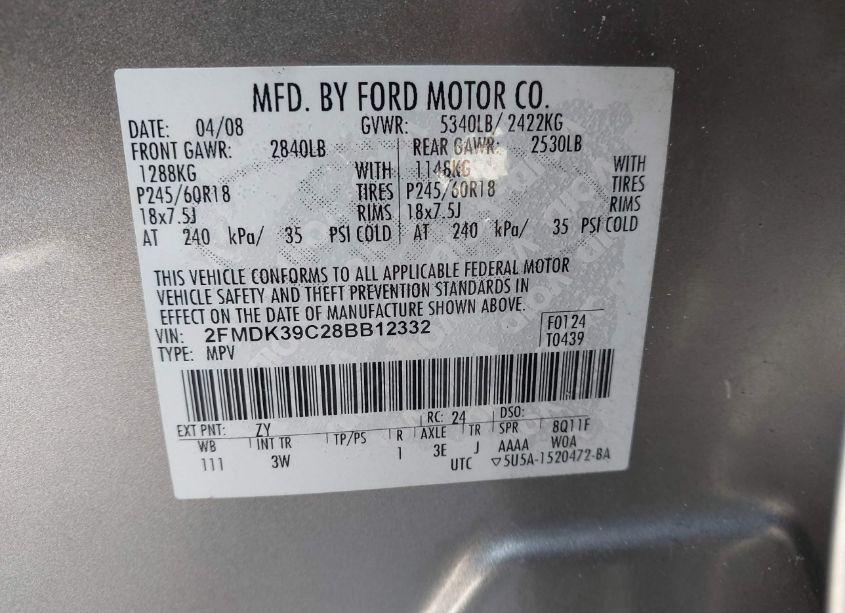 MFD. BY FORD MOTOR CO.
DATE: 04/08 GVWR: 5340LB/ 2422KG
FRONT GAWR: 2840LB REAR GAWR: 2530LB
1288KG WITH 1148KG WITH
P245/60R18 TIRES P245/60R18 TIRES
18x7.5J RIMS 18x7.5J RIMS
AT 240 kPa/ 35 PSI COLD AT 240 kPa/ 35 PSI COLD
THIS VEHICLE CONFORMS TO ALL APPLICABLE FEDERAL MOTOR
VEHICLE SAFETY AND THEFT PREVENTION STANDARDS IN
EFFECT ON THE DATE OF MANUFACTURE SHOWN ABOVE.
VIN: 2FMDK39C28BB12332 F0124
TYPE: MPV T0439
EXT PNT: ZY RC: 24 DSO:
WB INT TR TP/PS R AXLE TR SPR 8Q11F
111 3W 1 3E J AAAA WOA
UTC ▽5U5A-1520472-BA